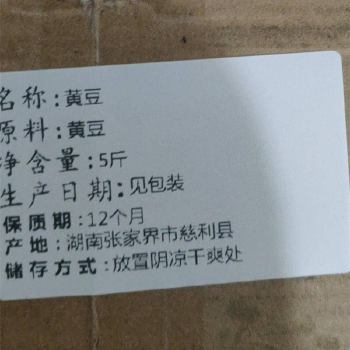 名称:黄豆
原料:黄豆
净含量:5斤
生产日期:见包装
保质期:12个月
产地:湖南张家界市慈利县
储存方式:放置阴凉干爽处